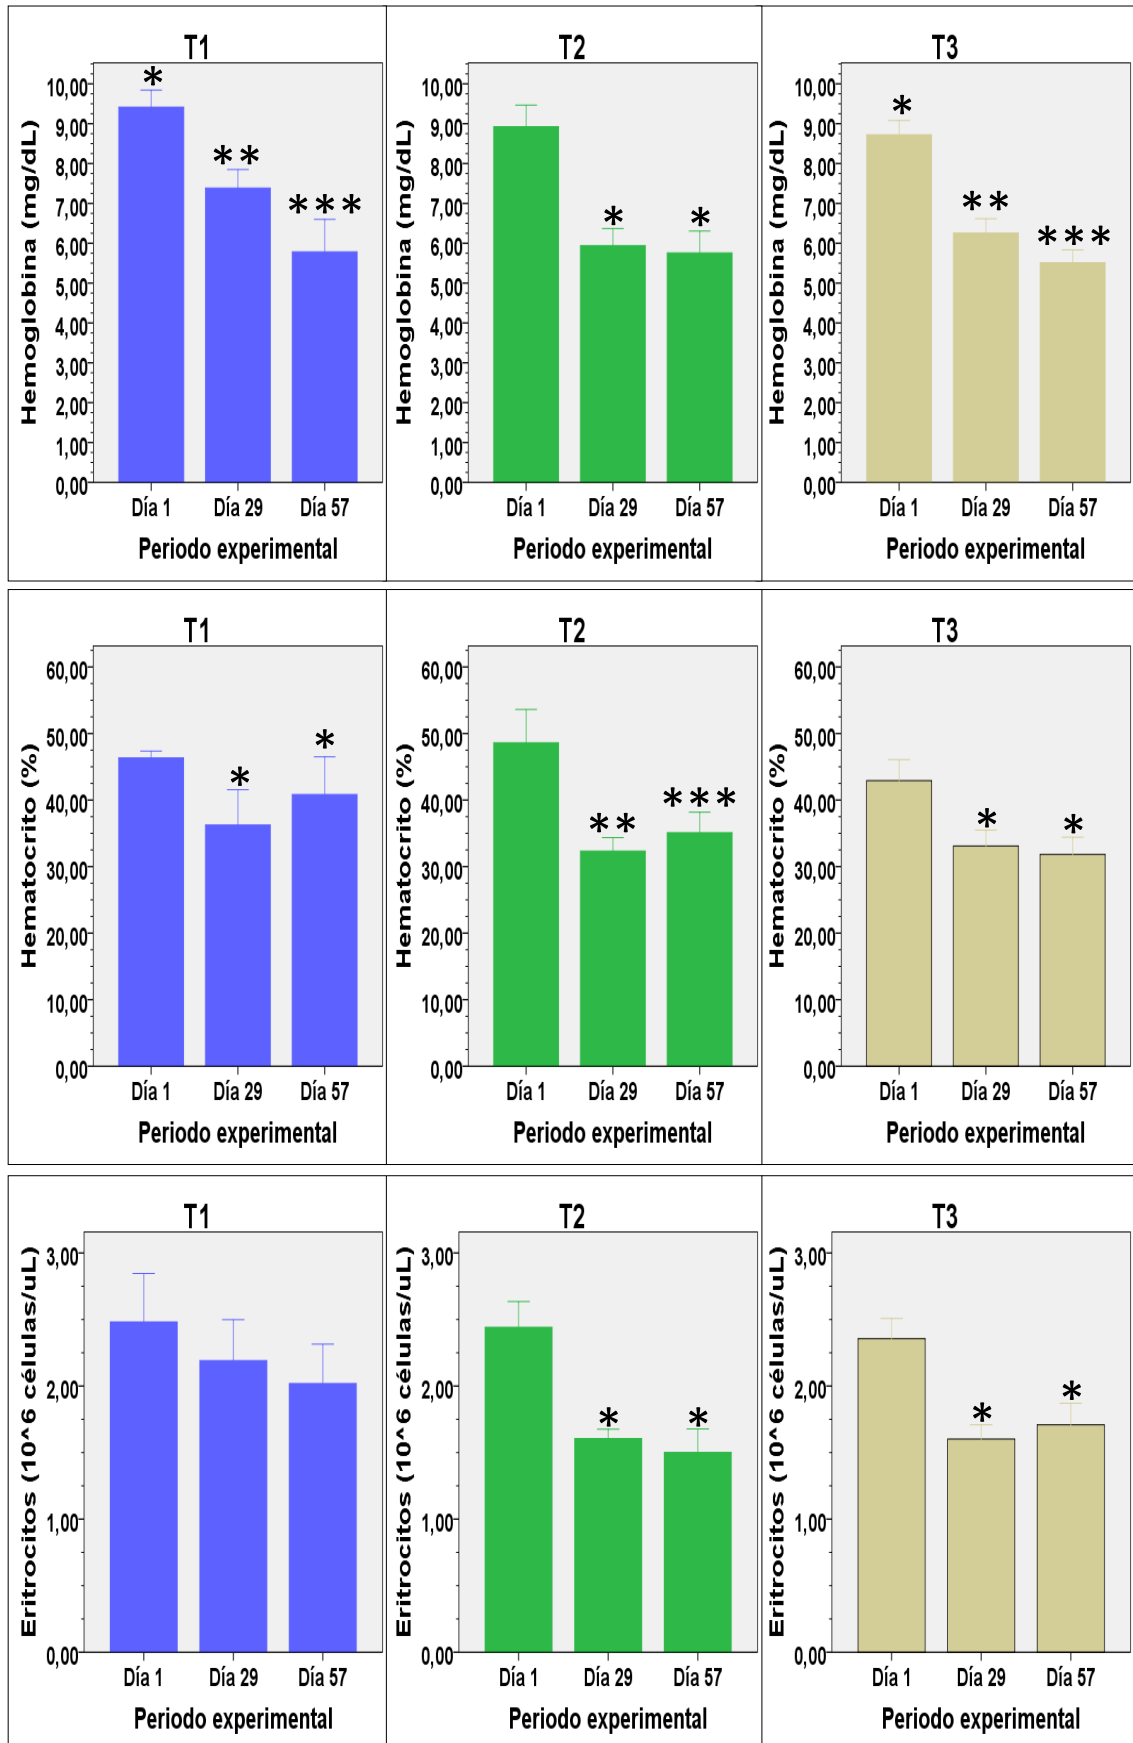 T1
T2
T3
Hemoglobina (mg/dL)
10,00
9,00
8,00
7,00
6,00
5,00
4,00
3,00
2,00
1,00
0,00
*
**
***
Día 1
Día 29
Día 57
Periodo experimental
Hemoglobina (mg/dL)
10,00
9,00
8,00
7,00
6,00
5,00
4,00
3,00
2,00
1,00
0,00
*
*
Día 1
Día 29
Día 57
Periodo experimental
Hemoglobina (mg/dL)
10,00
9,00
8,00
7,00
6,00
5,00
4,00
3,00
2,00
1,00
0,00
*
**
***
Día 1
Día 29
Día 57
Periodo experimental
T1
T2
T3
Hematocrito (%)
60,00
50,00
40,00
30,00
20,00
10,00
0,00
*
*
Día 1
Día 29
Día 57
Periodo experimental
Hematocrito (%)
60,00
50,00
40,00
30,00
20,00
10,00
0,00
**
***
Día 1
Día 29
Día 57
Periodo experimental
Hematocrito (%)
60,00
50,00
40,00
30,00
20,00
10,00
0,00
*
*
Día 1
Día 29
Día 57
Periodo experimental
T1
T2
T3
Eritrocitos (10^6 células/uL)
3,00
2,00
1,00
0,00
Día 1
Día 29
Día 57
Periodo experimental
Eritrocitos (10^6 células/uL)
3,00
2,00
1,00
0,00
*
*
Día 1
Día 29
Día 57
Periodo experimental
Eritrocitos (10^6 células/uL)
3,00
2,00
1,00
0,00
*
*
Día 1
Día 29
Día 57
Periodo experimental